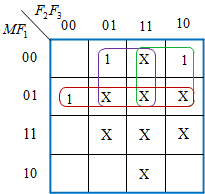 F₂F₃
MF₁ 00 01 11 10
00 1 X 1
01 1 X X X
11 X X X
10 X